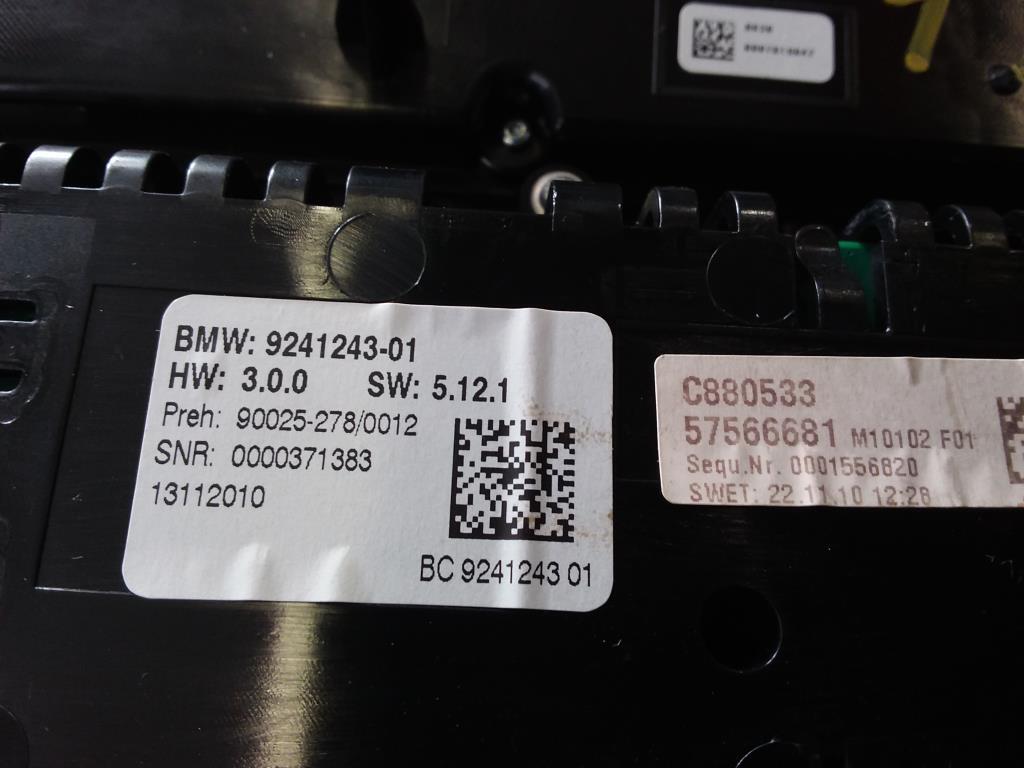 BMW: 9241243-01
HW: 3.0.0 SW: 5.12.1
Preh: 90025-278/0012
SNR: 0000371383
13112010
BC 9241243 01
C880533
57566681 M10102 F01
Sequ.Nr. 0001556820
SWET: 22.11.10 12:28